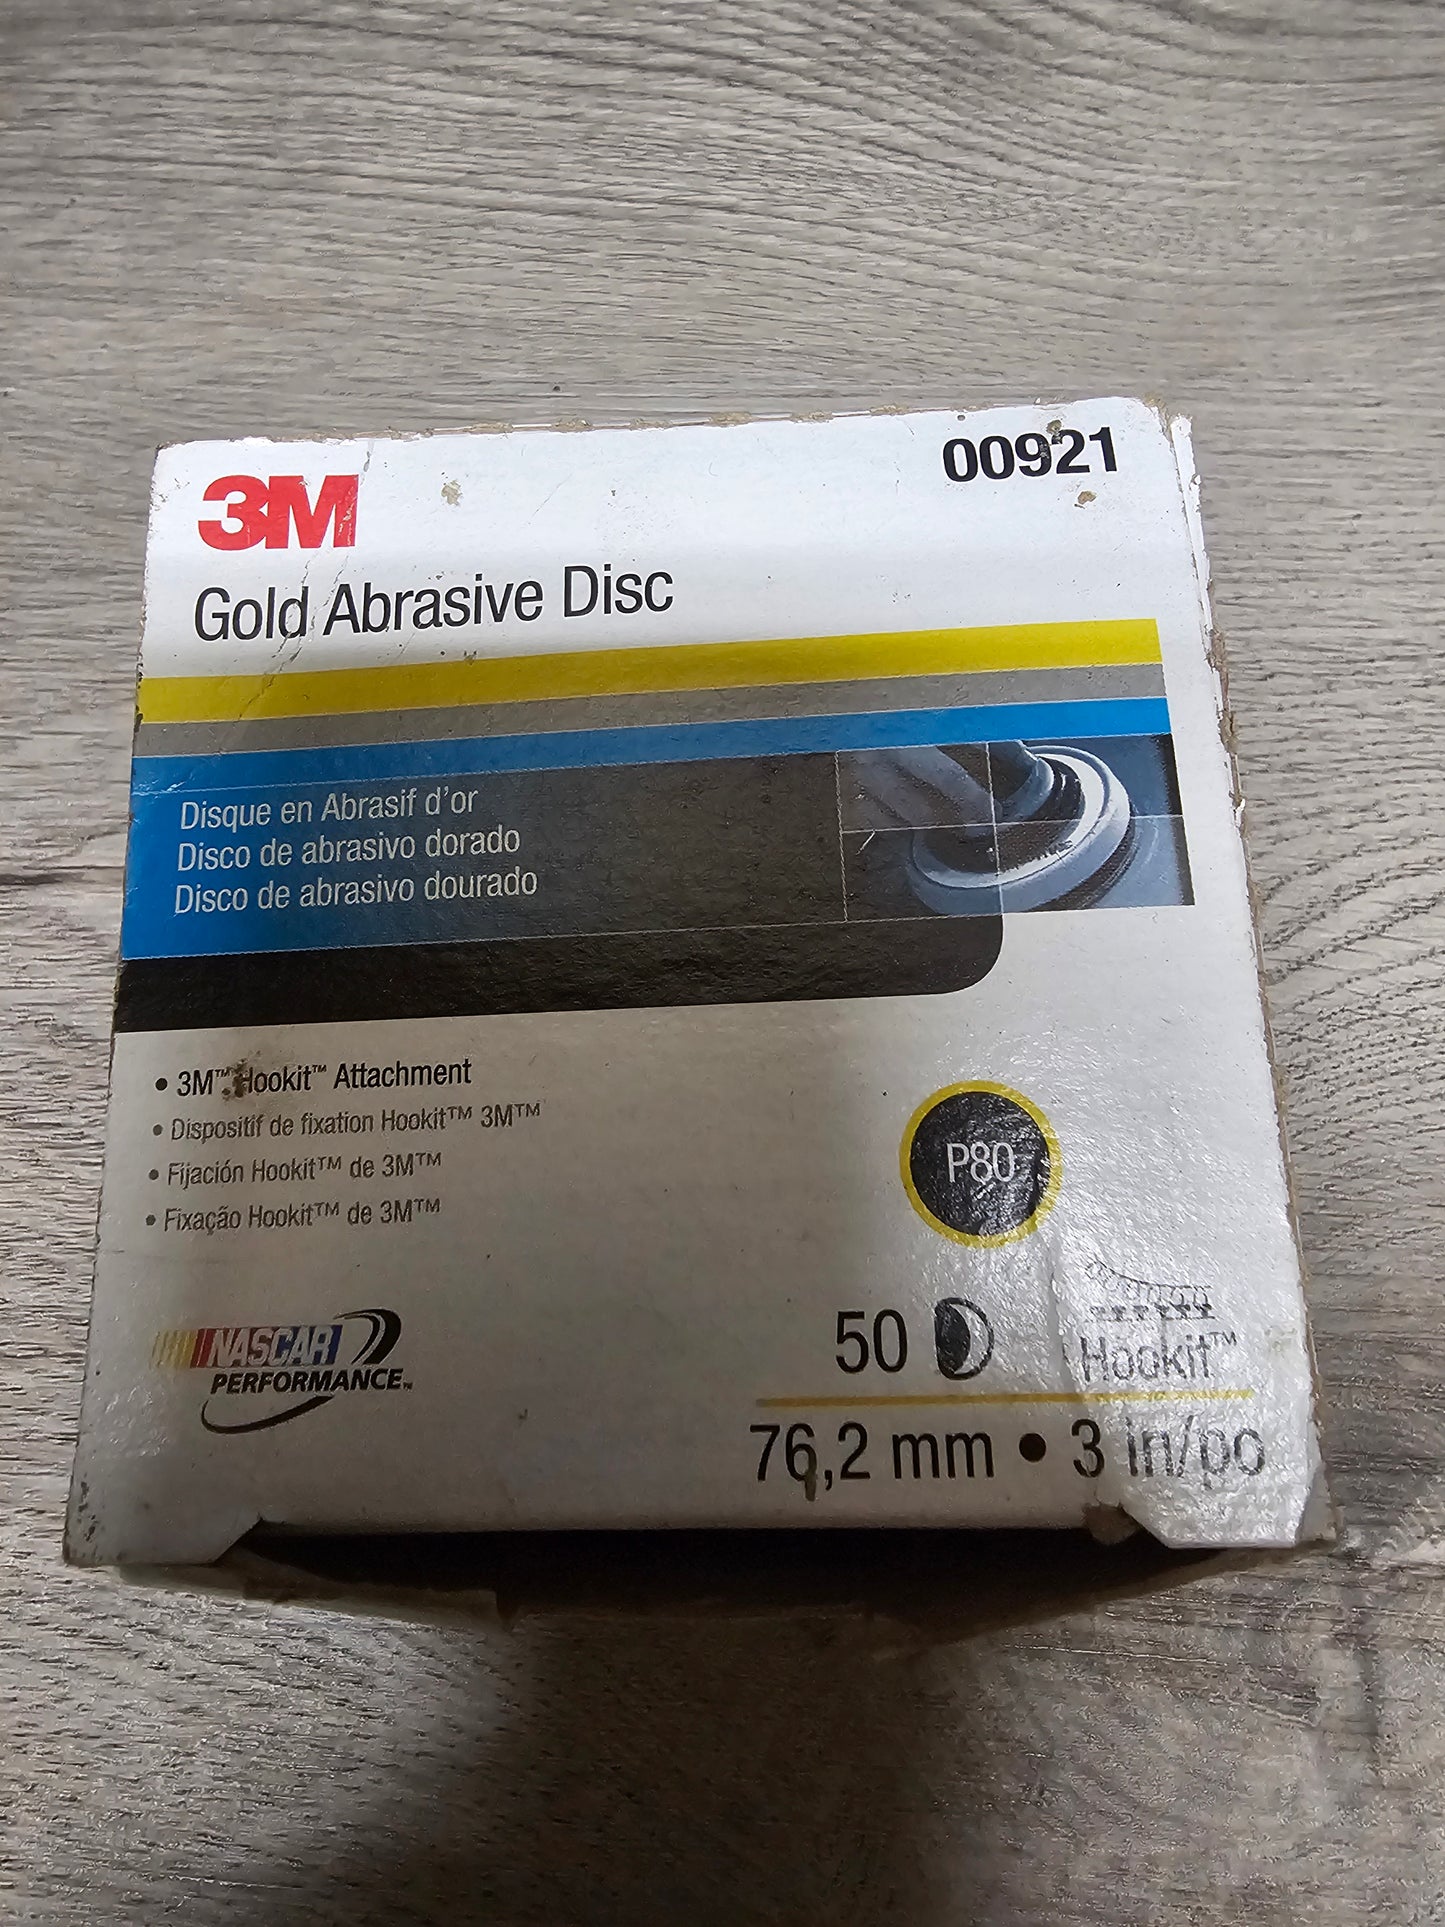 3M
00921
Gold Abrasive Disc
Disque en Abrasif d'or
Disco de abrasivo dorado
Disco de abrasivo dourado
• 3M™ Hookit™ Attachment
• Dispositif de fixation Hookit™ 3M™
• Fijación Hookit™ de 3M™
• Fixação Hookit™ de 3M™
P80
NASCAR
PERFORMANCE™
50
Hookit™
76,2 mm • 3 in/po